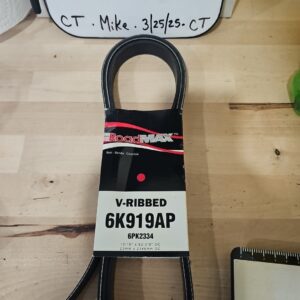 CT . Mike . 3/25/25 . CT
RoadMAX
V-RIBBED
6K919AP
6PK2334